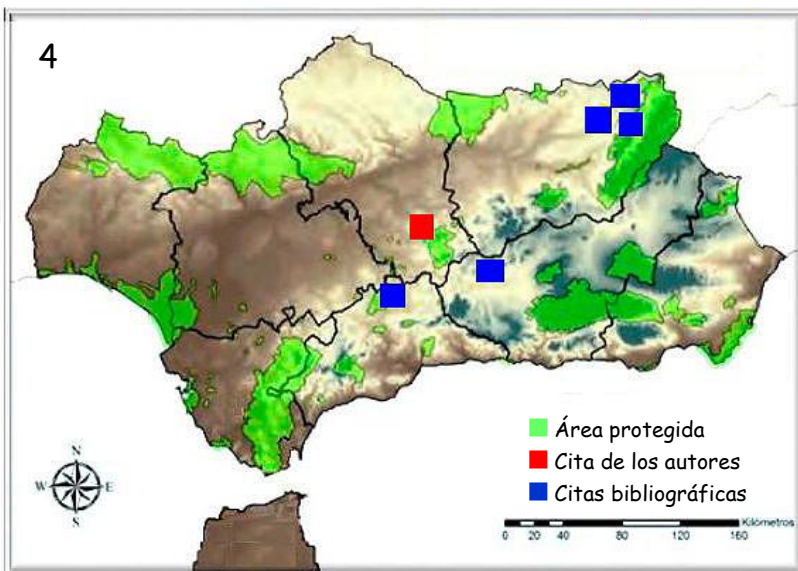 4
Área protegida
Cita de los autores
Citas bibliográficas
N
W E
S
Kilómetros
0 20 40 80 120 160